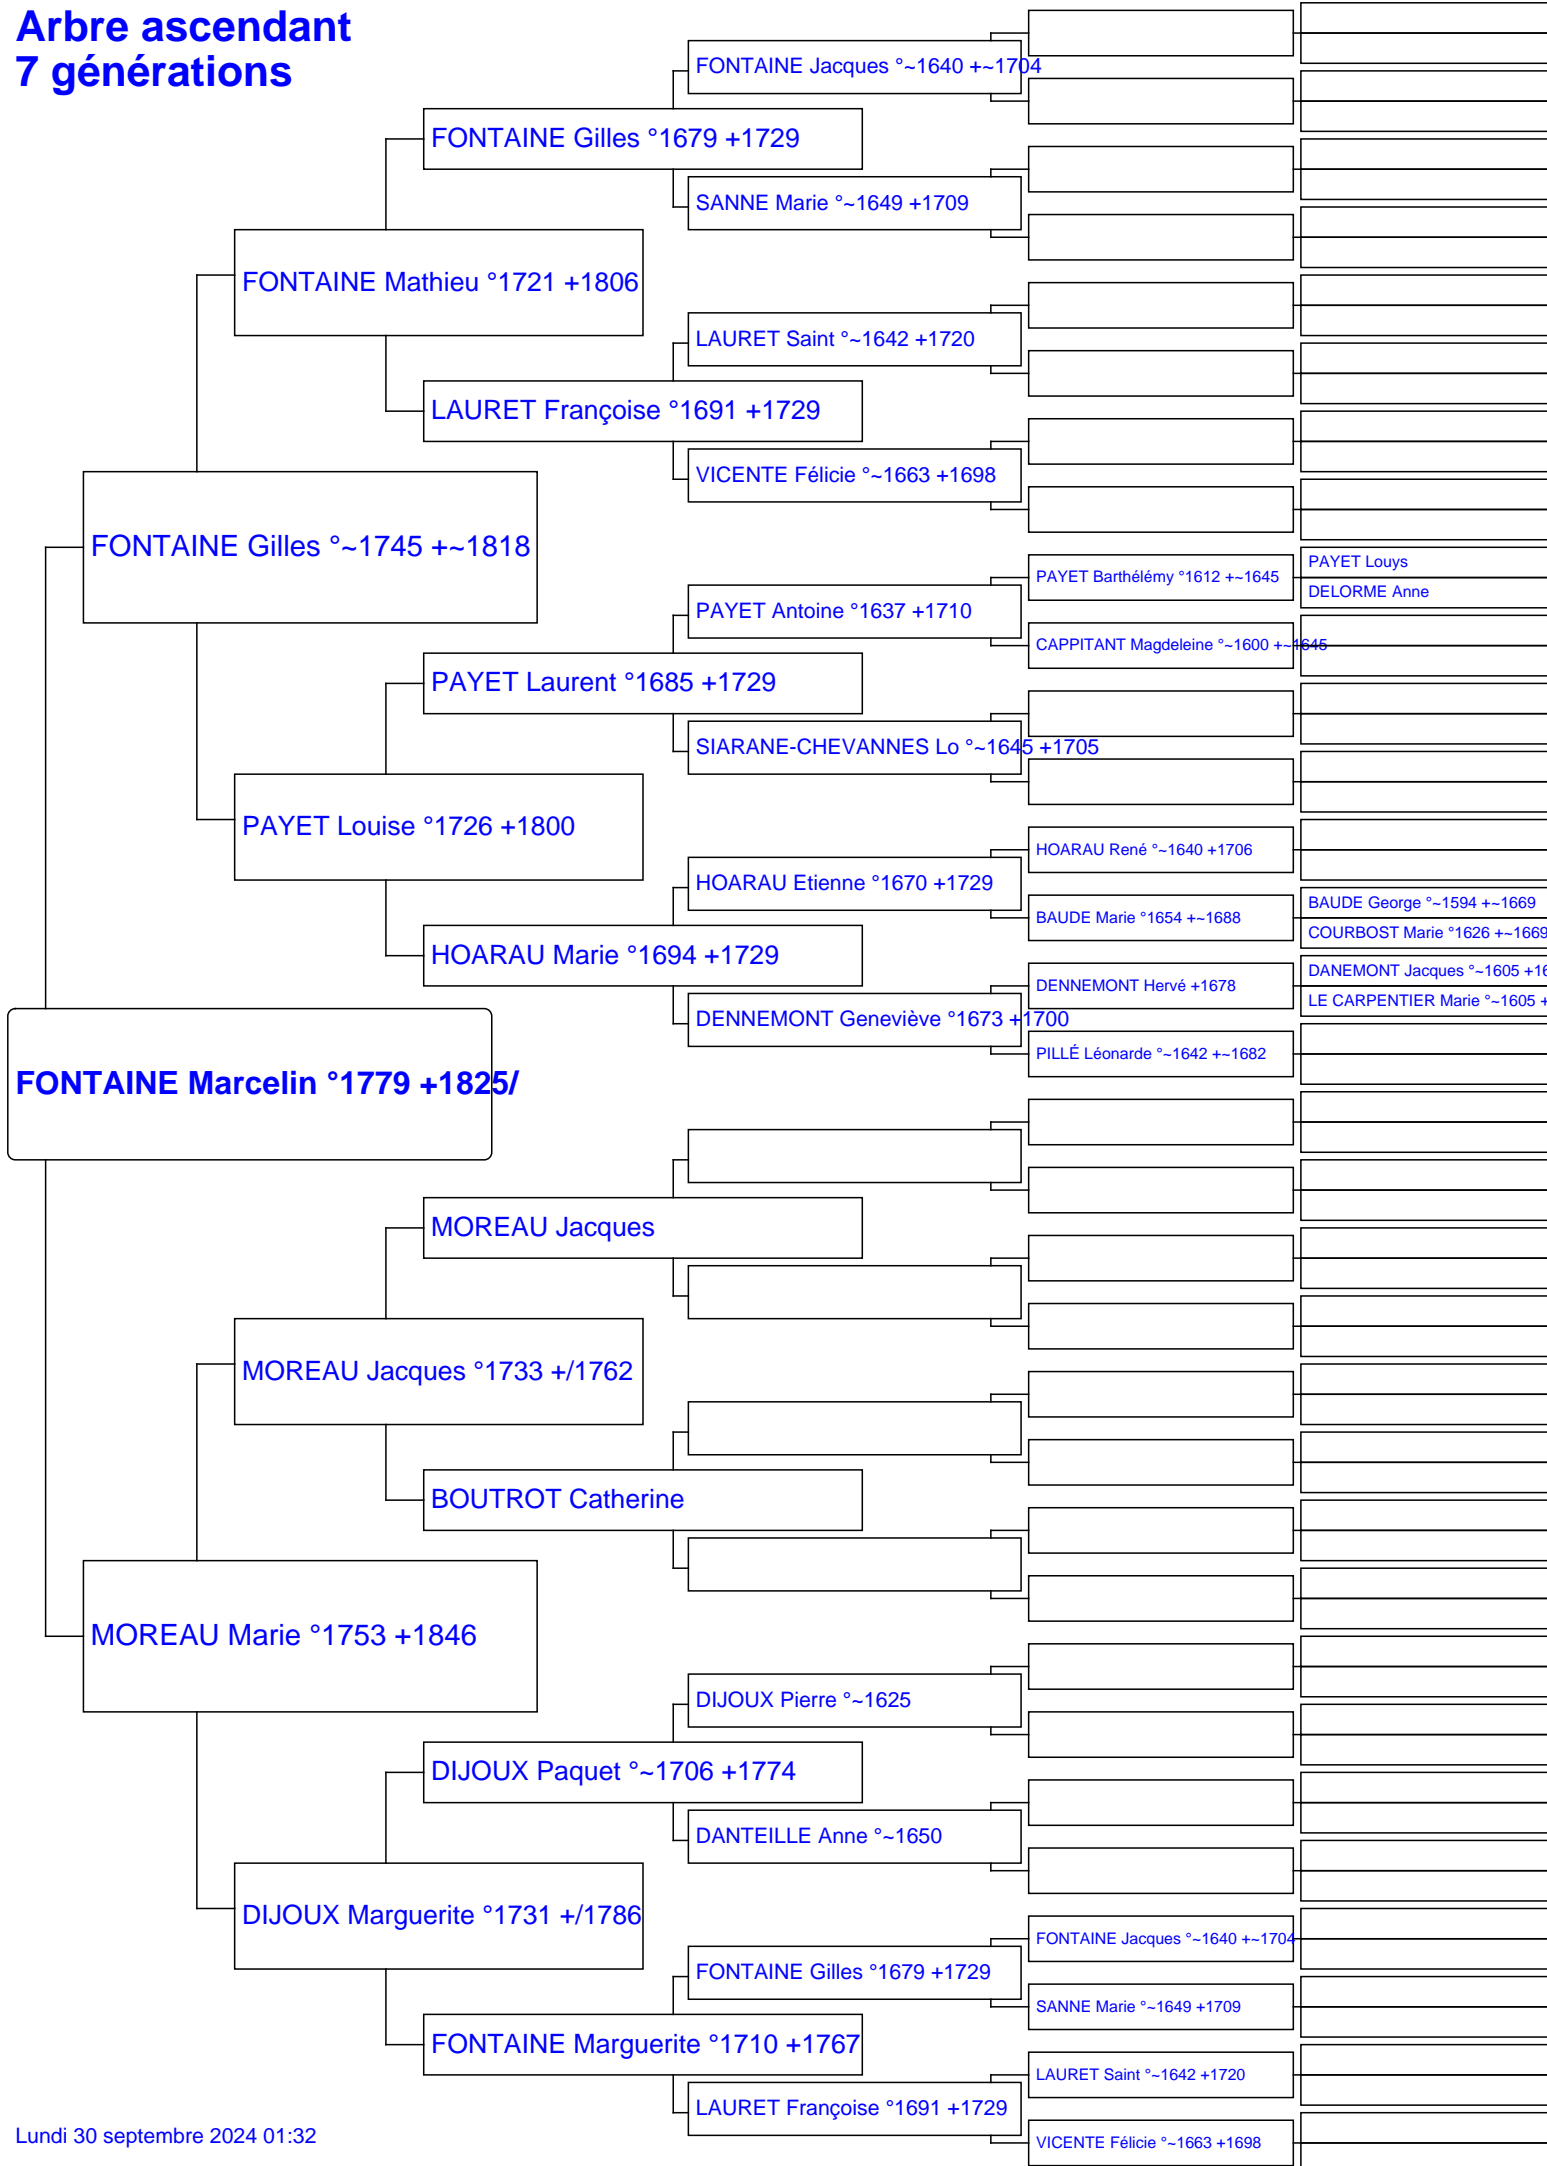 Arbre ascendant
7 générations
FONTAINE Jacques °~1640 +~1704
FONTAINE Gilles °1679 +1729
SANNE Marie °~1649 +1709
FONTAINE Mathieu °1721 +1806
LAURET Saint °~1642 +1720
LAURET Françoise °1691 +1729
VICENTE Félicie °~1663 +1698
FONTAINE Gilles °~1745 +~1818
PAYET Louys
PAYET Barthélémy °1612 +~1645
DELORME Anne
PAYET Antoine °1637 +1710
CAPPITANT Magdeleine °~1600 +~1645
PAYET Laurent °1685 +1729
SIARANE-CHEVANNES Lo °~1645 +1705
PAYET Louise °1726 +1800
HOARAU René °~1640 +1706
HOARAU Etienne °1670 +1729
BAUDE George °~1594 +~1669
BAUDE Marie °1654 +~1688
COURBOST Marie °1626 +~1669
HOARAU Marie °1694 +1729
DANEMONT Jacques °~1605 +16
DENNEMONT Hervé +1678
LE CARPENTIER Marie °~1605 +
DENNEMONT Geneviève °1673 +1700
PILLÉ Léonarde °~1642 +~1682
FONTAINE Marcelin °1779 +1825/
MOREAU Jacques
MOREAU Jacques °1733 +/1762
BOUTROT Catherine
MOREAU Marie °1753 +1846
DIJOUX Pierre °~1625
DIJOUX Paquet °~1706 +1774
DANTEILLE Anne °~1650
DIJOUX Marguerite °1731 +/1786
FONTAINE Jacques °~1640 +~1704
FONTAINE Gilles °1679 +1729
SANNE Marie °~1649 +1709
FONTAINE Marguerite °1710 +1767
LAURET Saint °~1642 +1720
LAURET Françoise °1691 +1729
VICENTE Félicie °~1663 +1698
Lundi 30 septembre 2024 01:32